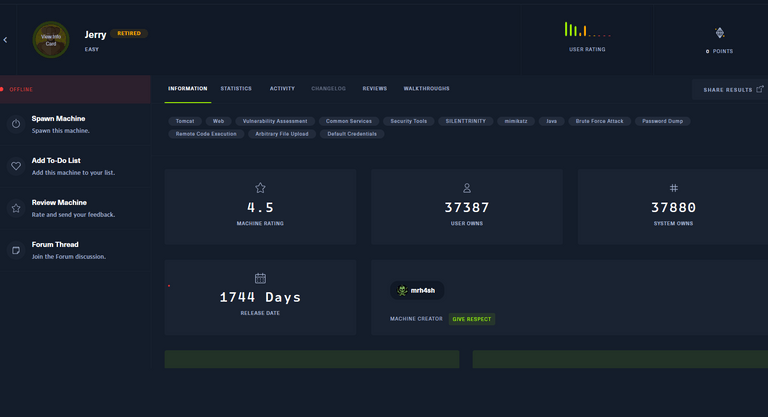 View Info
Card
Jerry RETIRED
EASY
USER RATING
0 POINTS
OFFLINE
INFORMATION STATISTICS ACTIVITY CHANGELOG REVIEWS WALKTHROUGHS
SHARE RESULTS
Spawn Machine
Spawn this machine.
Add To-Do List
Add this machine to your list.
Review Machine
Rate and send your feedback.
Forum Thread
Join the Forum discussion.
Tomcat Web Vulnarability Assessment Common Services Security Tools SILENTTRINITY mimikatz Java Brute Force Attack Password Dump
Remote Code Execution Arbitrary File Upload Default Credentials
4.5
MACHINE RATING
37387
USER OWNS
37880
SYSTEM OWNS
1744 Days
RELEASE DATE
mrh4sh
MACHINE CREATOR GIVE RESPECT